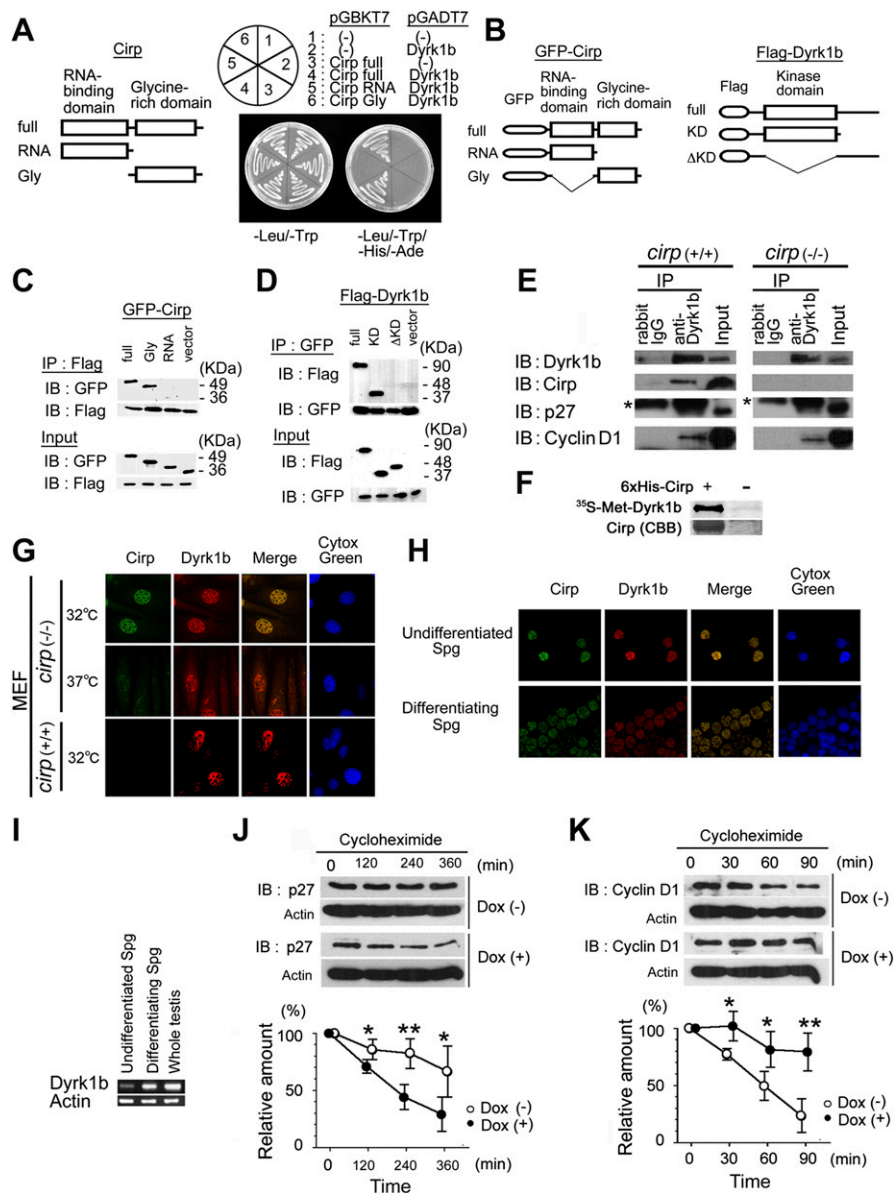 A
Cirp
RNA-
binding
domain
Glycine-
rich domain
full
RNA
Gly
6 1
5 2
4 3
pGBKT7 pGADT7
1 : (-) (-)
2 : (-) Dyrk1b
3 : Cirp full (-)
4 : Cirp full Dyrk1b
5 : Cirp RNA Dyrk1b
6 : Cirp Gly Dyrk1b
-Leu/-Trp
-Leu/-Trp/
-His/-Ade
B
GFP-Cirp
GFP
RNA-
binding
domain
Glycine-
rich domain
full
RNA
Gly
Flag-Dyrk1b
Flag
Kinase
domain
full
KD
ΔKD
C
GFP-Cirp
full Gly RNA vector
IP : Flag
(KDa)
IB : GFP
49
36
IB : Flag
Input
(KDa)
IB : GFP
49
36
IB : Flag
D
Flag-Dyrk1b
full KD ΔKD vector
IP : GFP
(KDa)
IB : Flag
90
48
37
IB : GFP
Input
(KDa)
IB : Flag
90
48
37
IB : GFP
E
cirp (+/+) cirp (-/-)
IP IP
rabbit IgG anti-Dyrk1b Input rabbit IgG anti-Dyrk1b Input
IB : Dyrk1b
IB : Cirp
IB : p27 * *
IB : Cyclin D1
F
6xHis-Cirp + -
35S-Met-Dyrk1b
Cirp (CBB)
G
Cirp Dyrk1b Merge Cytox
Green
MEF
cirp (-/-)
32°C
37°C
cirp (+/+)
32°C
H
Cirp Dyrk1b Merge Cytox
Green
Undifferentiated
Spg
Differentiating
Spg
I
Undifferentiated Spg
Differentiating Spg
Whole testis
Dyrk1b
Actin
J
Cycloheximide
0 120 240 360 (min)
IB : p27
Actin
Dox (-)
IB : p27
Actin
Dox (+)
(%)
Relative amount
100
50
0
* ** *
Dox (-)
Dox (+)
0 120 240 360 (min)
Time
K
Cycloheximide
0 30 60 90 (min)
IB : Cyclin D1
Actin
Dox (-)
IB : Cyclin D1
Actin
Dox (+)
(%)
Relative amount
100
50
0
* * **
Dox (-)
Dox (+)
0 30 60 90 (min)
Time